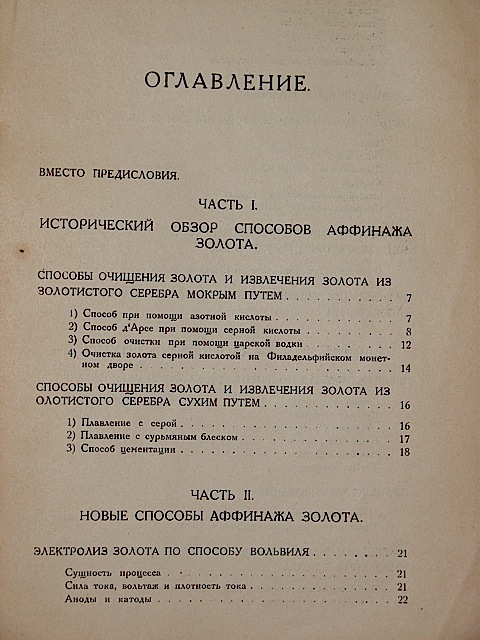 ОГЛАВЛЕНИЕ.
ВМЕСТО ПРЕДИСЛОВИЯ.
ЧАСТЬ I.
ИСТОРИЧЕСКИЙ ОБЗОР СПОСОБОВ АФФИНАЖА
ЗОЛОТА.
СПОСОБЫ ОЧИЩЕНИЯ ЗОЛОТА И ИЗВЛЕЧЕНИЯ ЗОЛОТА ИЗ
ЗОЛОТИСТОГО СЕРЕБРА МОКРЫМ ПУТЕМ . . . . . . . . . . 7
1) Способ при помощи азотной кислоты . . . . . . . . . . 7
2) Способ д'Арсе при помощи серной кислоты . . . . . . . . 8
3) Способ очистки при помощи царской водки . . . . . . . . 12
4) Очистка золота серной кислотой на Филадельфийском монет-
ном дворе . . . . . . . . . . . . . . . . . . . . 14
СПОСОБЫ ОЧИЩЕНИЯ ЗОЛОТА И ИЗВЛЕЧЕНИЯ ЗОЛОТА ИЗ
ОЛОТИСТОГО СЕРЕБРА СУХИМ ПУТЕМ . . . . . . . . . . . 16
1) Плавление с серой . . . . . . . . . . . . . . . . . 16
2) Плавление с сурьмяным блеском . . . . . . . . . . . . 17
3) Способ цементации . . . . . . . . . . . . . . . . . 18
ЧАСТЬ II.
НОВЫЕ СПОСОБЫ АФФИНАЖА ЗОЛОТА.
ЭЛЕКТРОЛИЗ ЗОЛОТА ПО СПОСОБУ ВОЛЬВИЛЯ . . . . . . . . 21
Сущность процесса . . . . . . . . . . . . . . . . . 21
Сила тока, вольтаж и плотность тока . . . . . . . . . . 21
Аноды и катоды . . . . . . . . . . . . . . . . . . 22